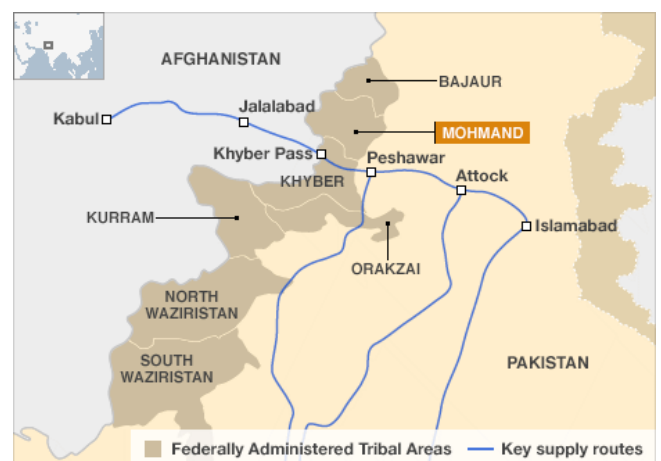 AFGHANISTAN
BAJAUR
Kabul
Jalalabad
MOHMAND
Khyber Pass
Peshawar
KHYBER
Attock
KURRAM
Islamabad
ORAKZAI
NORTH
WAZIRISTAN
SOUTH
WAZIRISTAN
PAKISTAN
Federally Administered Tribal Areas
Key supply routes